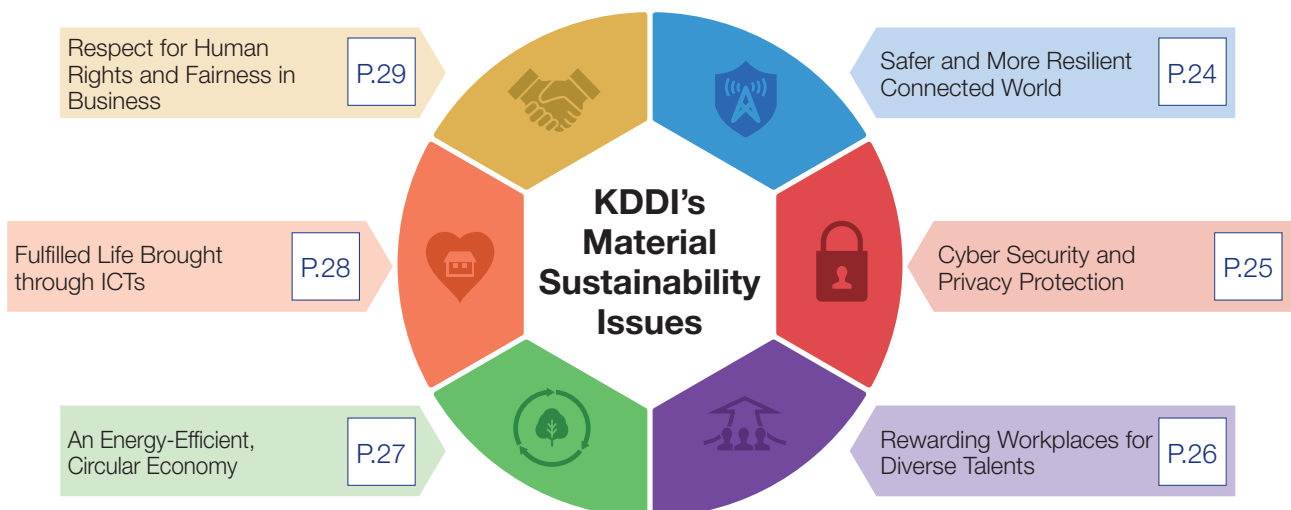 Respect for Human
Rights and Fairness in
Business
P.29
Safer and More Resilient
Connected World
P.24
KDDI's
Material
Sustainability
Issues
Fulfilled Life Brought
through ICTs
P.28
Cyber Security and
Privacy Protection
P.25
An Energy-Efficient,
Circular Economy
P.27
Rewarding Workplaces for
Diverse Talents
P.26